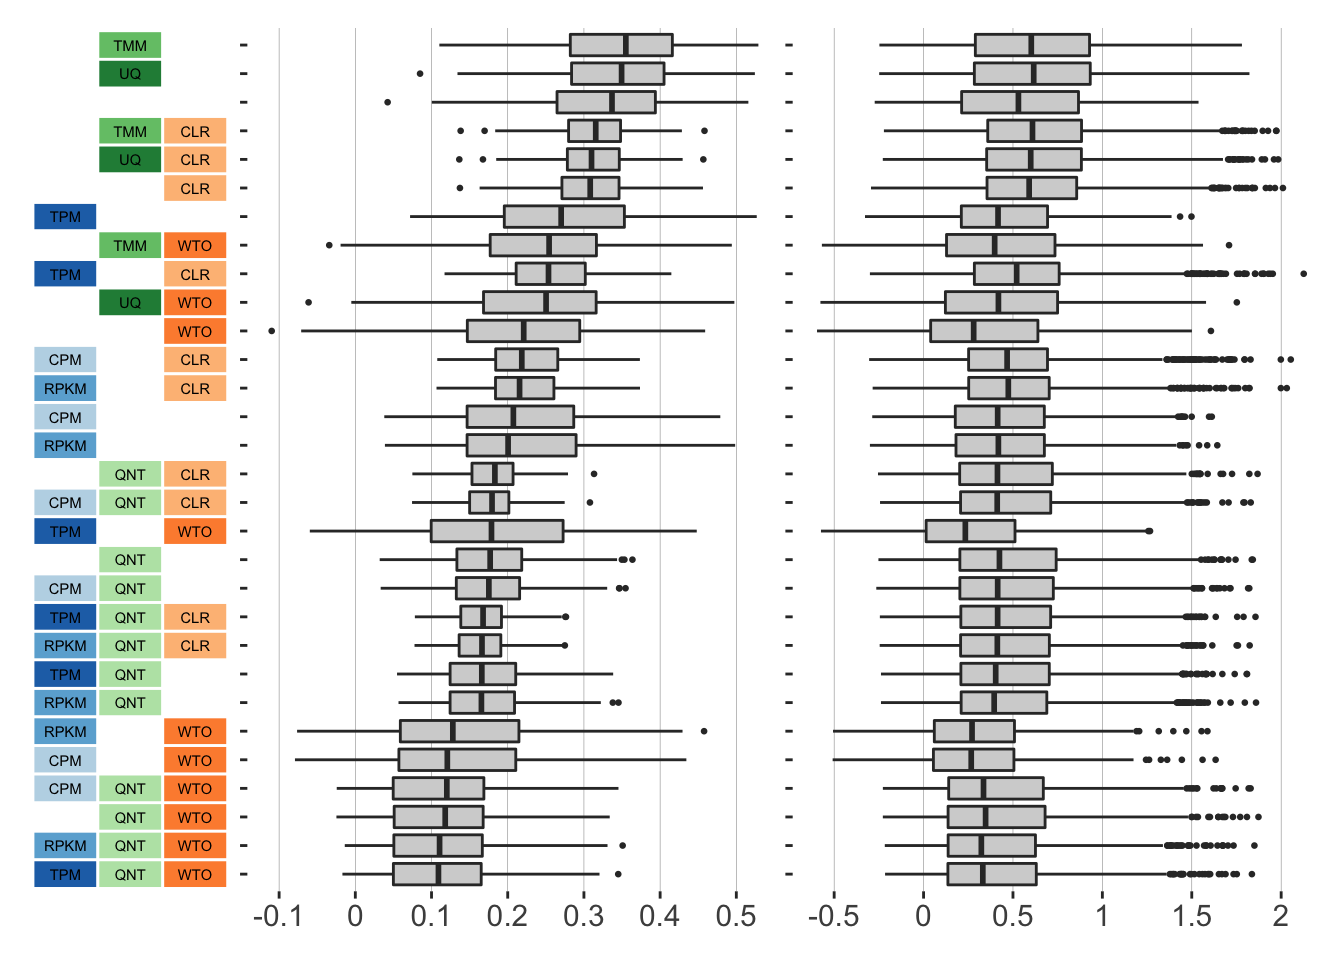 TMM
UQ
TMM CLR
UQ CLR
CLR
TPM
TMM WTO
TPM CLR
UQ WTO
WTO
CPM CLR
RPKM CLR
CPM
RPKM
QNT CLR
CPM QNT CLR
TPM WTO
QNT
CPM QNT
TPM QNT CLR
RPKM QNT CLR
TPM QNT
RPKM QNT
RPKM WTO
CPM WTO
CPM QNT WTO
QNT WTO
RPKM QNT WTO
TPM QNT WTO
-0.1 0 0.1 0.2 0.3 0.4 0.5 -0.5 0 0.5 1 1.5 2